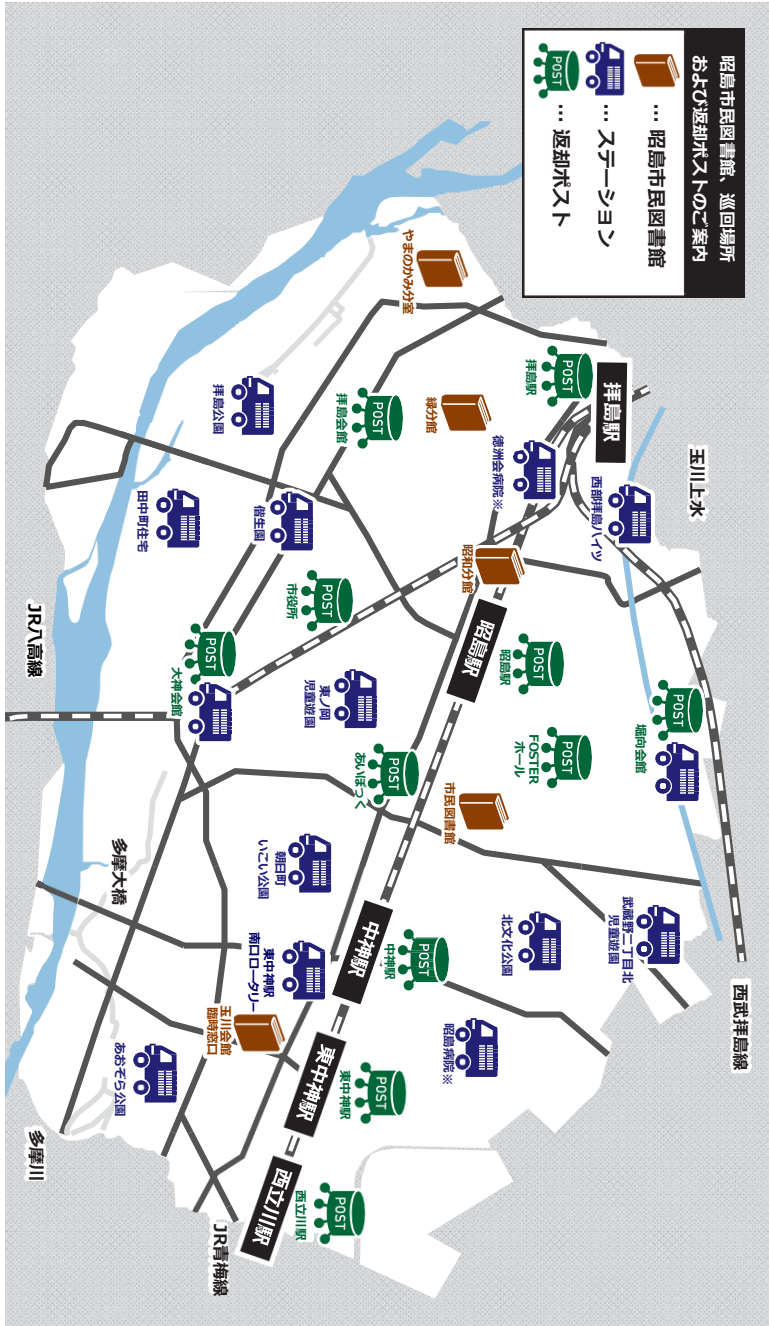 昭島市民図書館、巡回場所
および返却ポストのご案内
… 昭島市民図書館
… ステーション
POST
… 返却ポスト
玉川上水
西武拝島線
西部拝島ハイツ
POST
堀向会館
武蔵野二丁目北
児童遊園
拝島駅
POST
拝島駅
徳洲会病院※
POST
昭島駅
POST
FOSTER
ホール
北文化公園
やまのかみ分室
緑分館
昭和分館
昭島駅
市民図書館
POST
中神駅
昭島病院※
POST
拝島会館
POST
あいぽっく
中神駅
POST
東中神駅
東中神駅
POST
西立川駅
西立川駅
拝島公園
偕生園
POST
市役所
東ノ岡
児童遊園
朝日町
いこい公園
東中神駅
南口ロータリー
玉川会館
臨時窓口
田中町住宅
POST
大神会館
あおぞら公園
JR八高線
多摩大橋
多摩川
JR青梅線